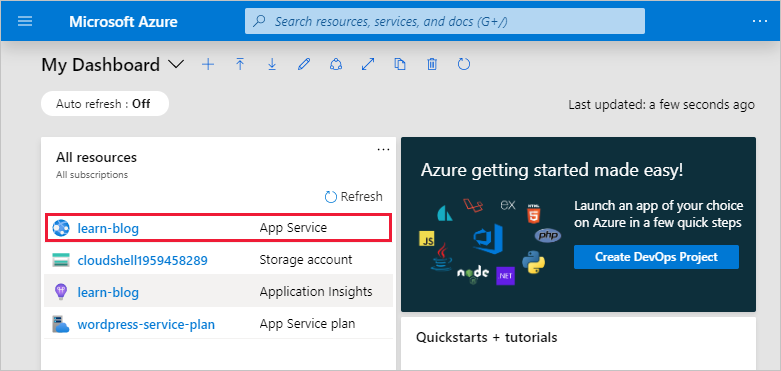 Microsoft Azure
Search resources, services, and docs (G+/)
My Dashboard
Auto refresh : Off
Last updated: a few seconds ago
All resources
All subscriptions
Refresh
learn-blog App Service
cloudshell1959458289 Storage account
learn-blog Application Insights
wordpress-service-plan App Service plan
Azure getting started made easy!
Launch an app of your choice
on Azure in a few quick steps
Create DevOps Project
ex
HTML
5
JS
php
node
.NET
Quickstarts + tutorials